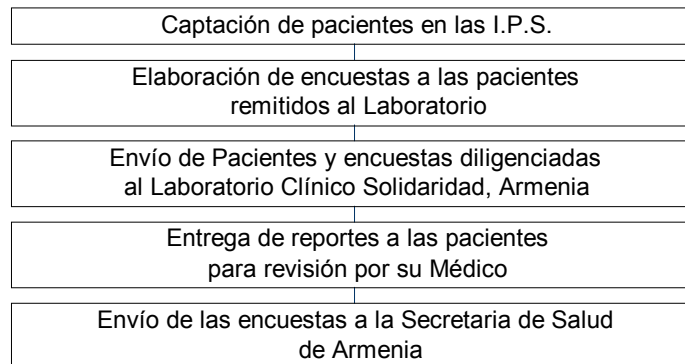 Captación de pacientes en las I.P.S.
Elaboración de encuestas a las pacientes
remitidos al Laboratorio
Envío de Pacientes y encuestas diligenciadas
al Laboratorio Clínico Solidaridad, Armenia
Entrega de reportes a las pacientes
para revisión por su Médico
Envío de las encuestas a la Secretaria de Salud
de Armenia